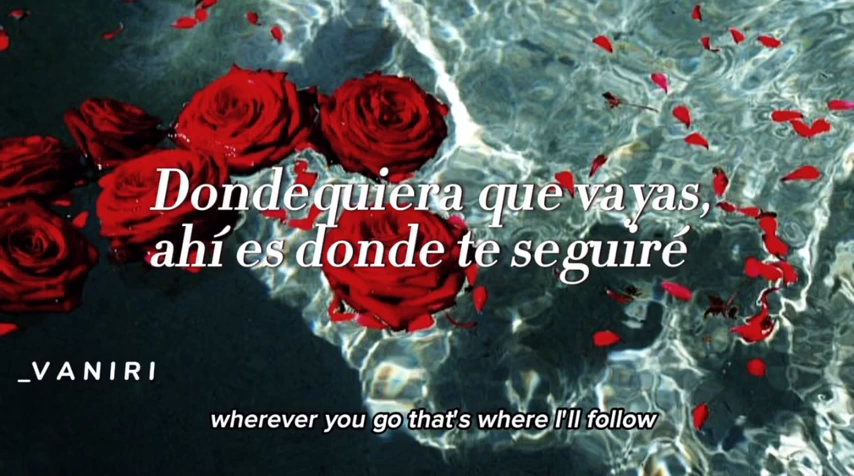 Dondequiera que vayas,
ahí es donde te seguiré
_VANIRI
wherever you go that's where I'll follow